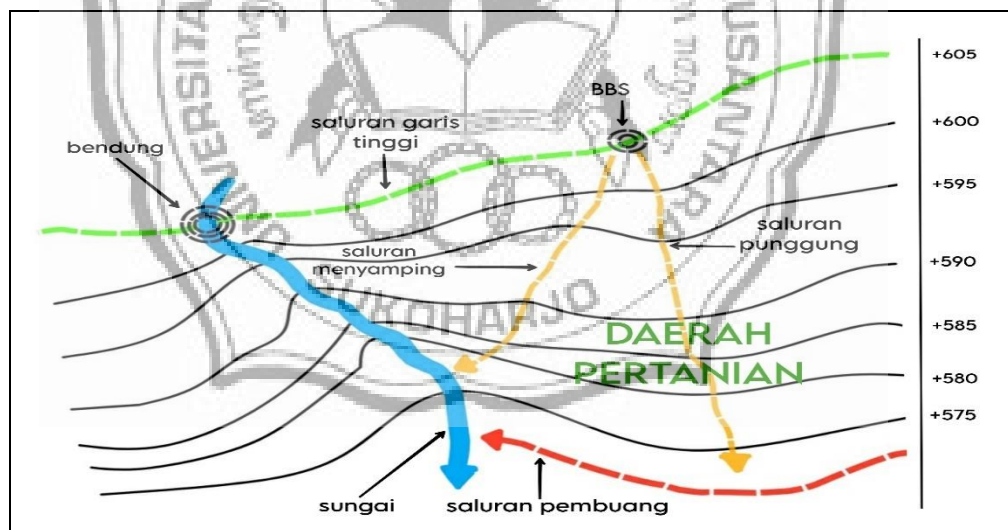 +605
BBS
saluran garis
tinggi
+600
bendung
+595
saluran
punggung
saluran
menyamping
+590
DAERAH
PERTANIAN
+585
+580
+575
sungai
saluran pembuang
SUKOHARJO